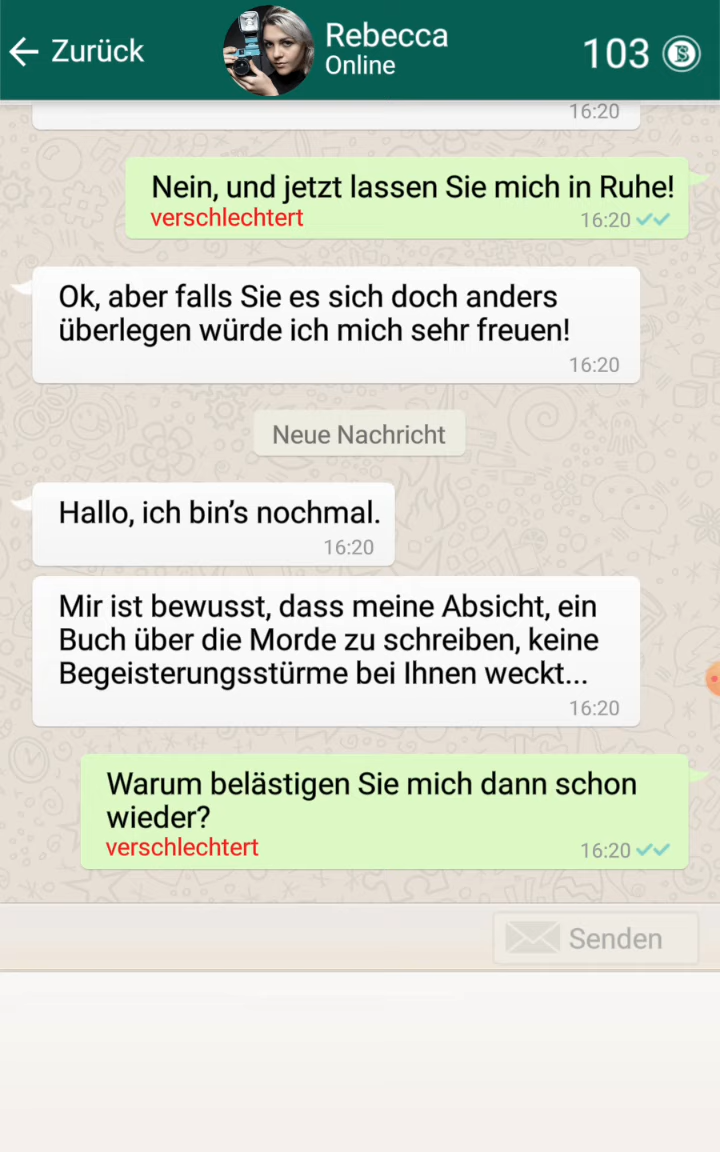 Zurück
Rebecca
Online
103
16:20
Nein, und jetzt lassen Sie mich in Ruhe!
verschlechtert
16:20
Ok, aber falls Sie es sich doch anders
überlegen würde ich mich sehr freuen!
16:20
Neue Nachricht
Hallo, ich bin’s nochmal.
16:20
Mir ist bewusst, dass meine Absicht, ein
Buch über die Morde zu schreiben, keine
Begeisterungsstürme bei Ihnen weckt...
16:20
Warum belästigen Sie mich dann schon
wieder?
verschlechtert
16:20
Senden